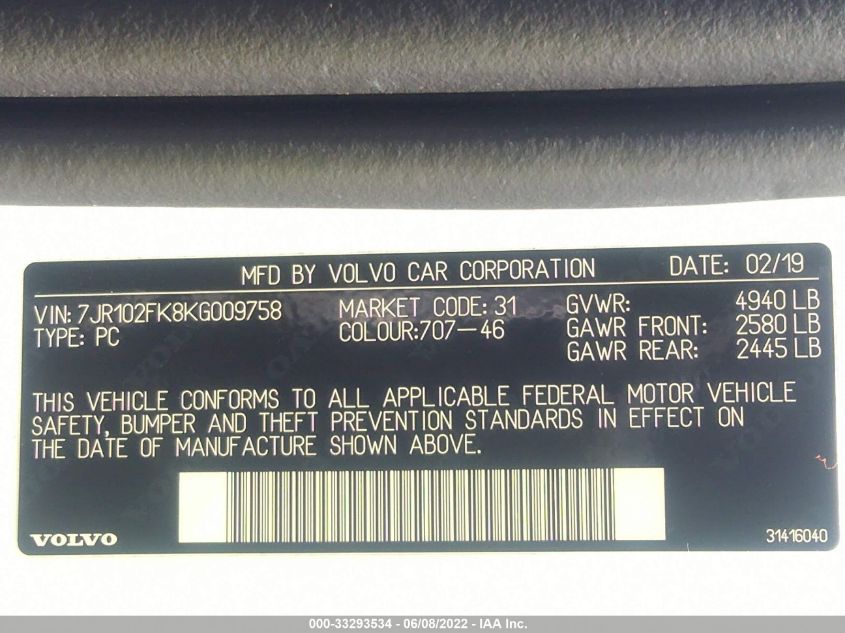 MFD BY VOLVO CAR CORPORATION DATE: 02/19
VIN: 7JR102FK8KG009758 MARKET CODE: 31 GVWR: 4940 LB
TYPE: PC COLOUR:707-46 GAWR FRONT: 2580 LB
GAWR REAR: 2445 LB
THIS VEHICLE CONFORMS TO ALL APPLICABLE FEDERAL MOTOR VEHICLE
SAFETY, BUMPER AND THEFT PREVENTION STANDARDS IN EFFECT ON
THE DATE OF MANUFACTURE SHOWN ABOVE.
VOLVO 31416040
000-33293534 - 06/08/2022 - IAA Inc.